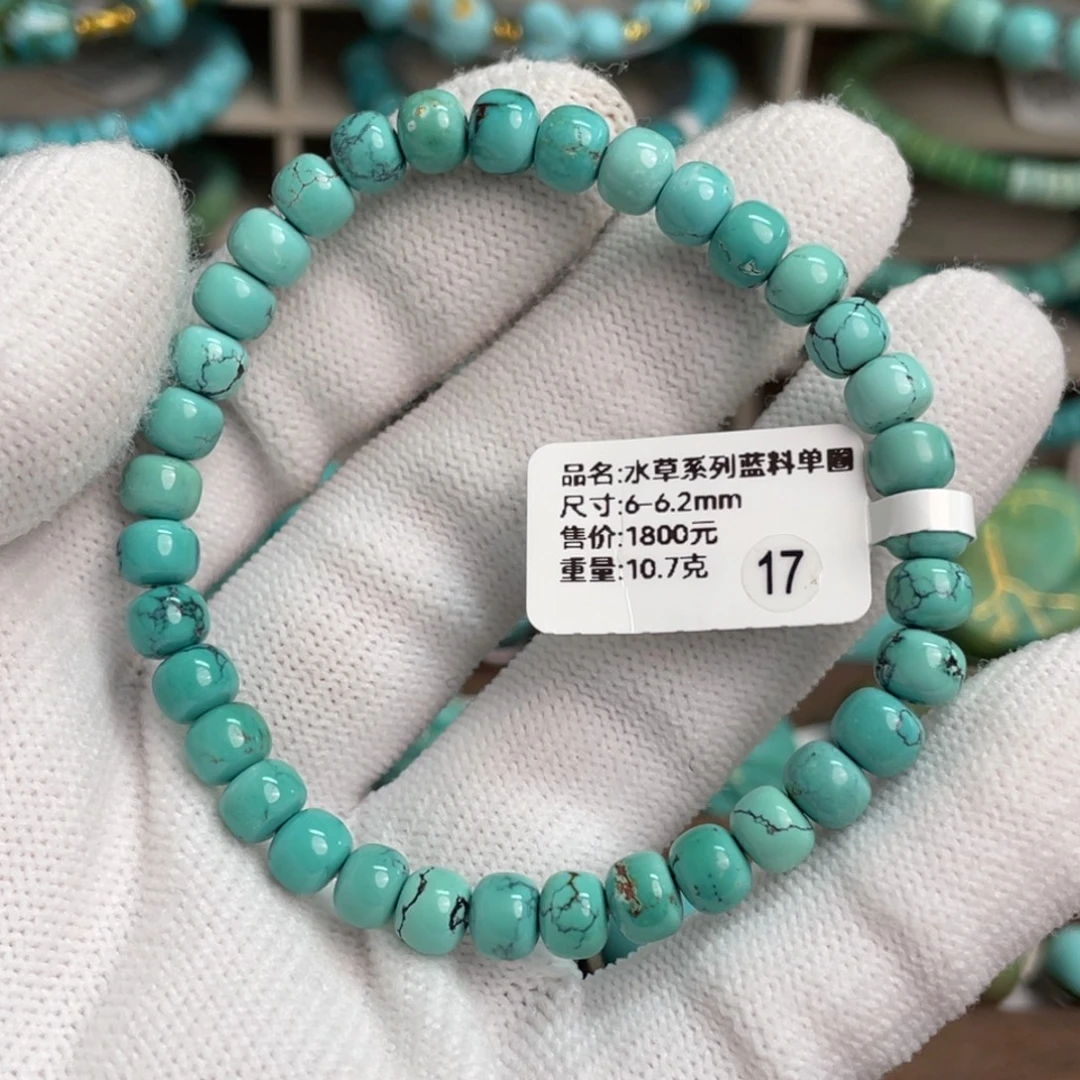 品名:水草系列蓝料单圈
尺寸:6-6.2mm
售价:1800元
重量:10.7克
17